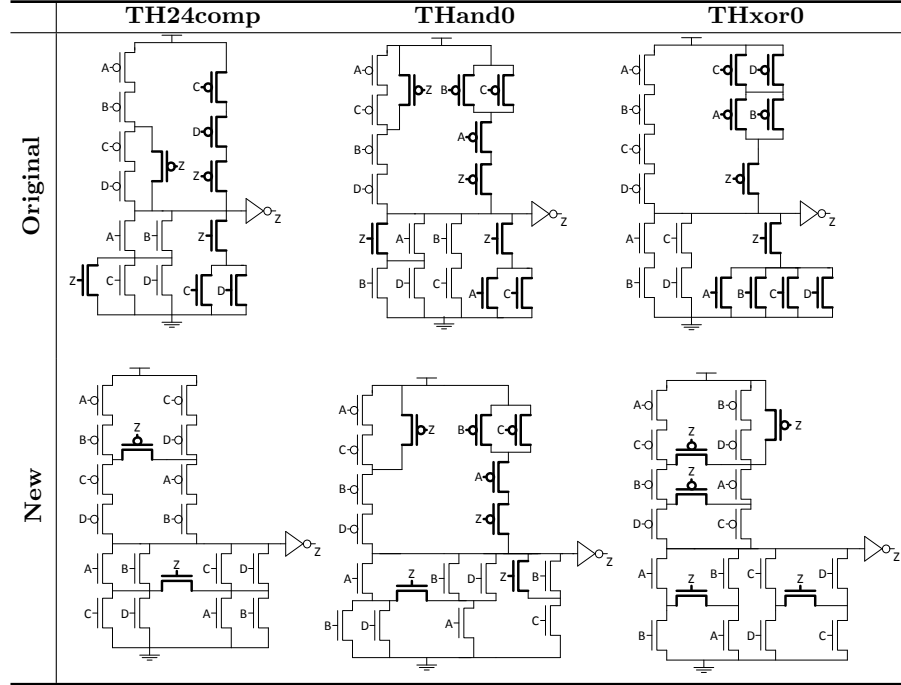 TH24comp THand0 THxor0
Original
A
C
B
D
C
Z
Z
D
Z
A B Z
Z C D C D
A
Z B C
C
A
B
Z
D
Z
Z A B Z
B D A C
A C D
B A B
C
Z
D
Z
A C Z
B D A B C D
New
A C
Z
B D
C A
D B
Z
A B Z C D
C D A B
A
Z B C
C
A
B
Z
D
Z
A Z B D Z B
B D A C
A B
Z
C Z D
Z
B A
D C
Z
A Z B C Z D
B A D C